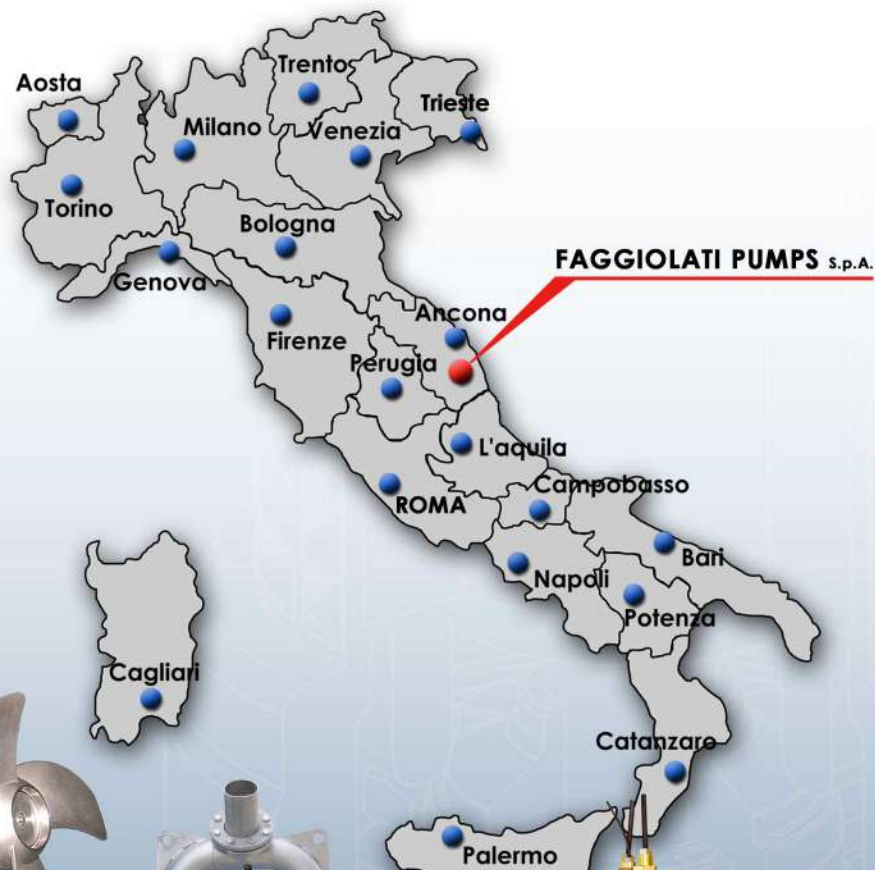 Trento
Aosta
Trieste
Milano
Venezia
Torino
Bologna
FAGGIOLATI PUMPS S.p.A.
Genova
Ancona
Firenze
Perugia
L'aquila
Campobasso
ROMA
Bari
Napoli
Potenza
Cagliari
Catanzaro
Palermo